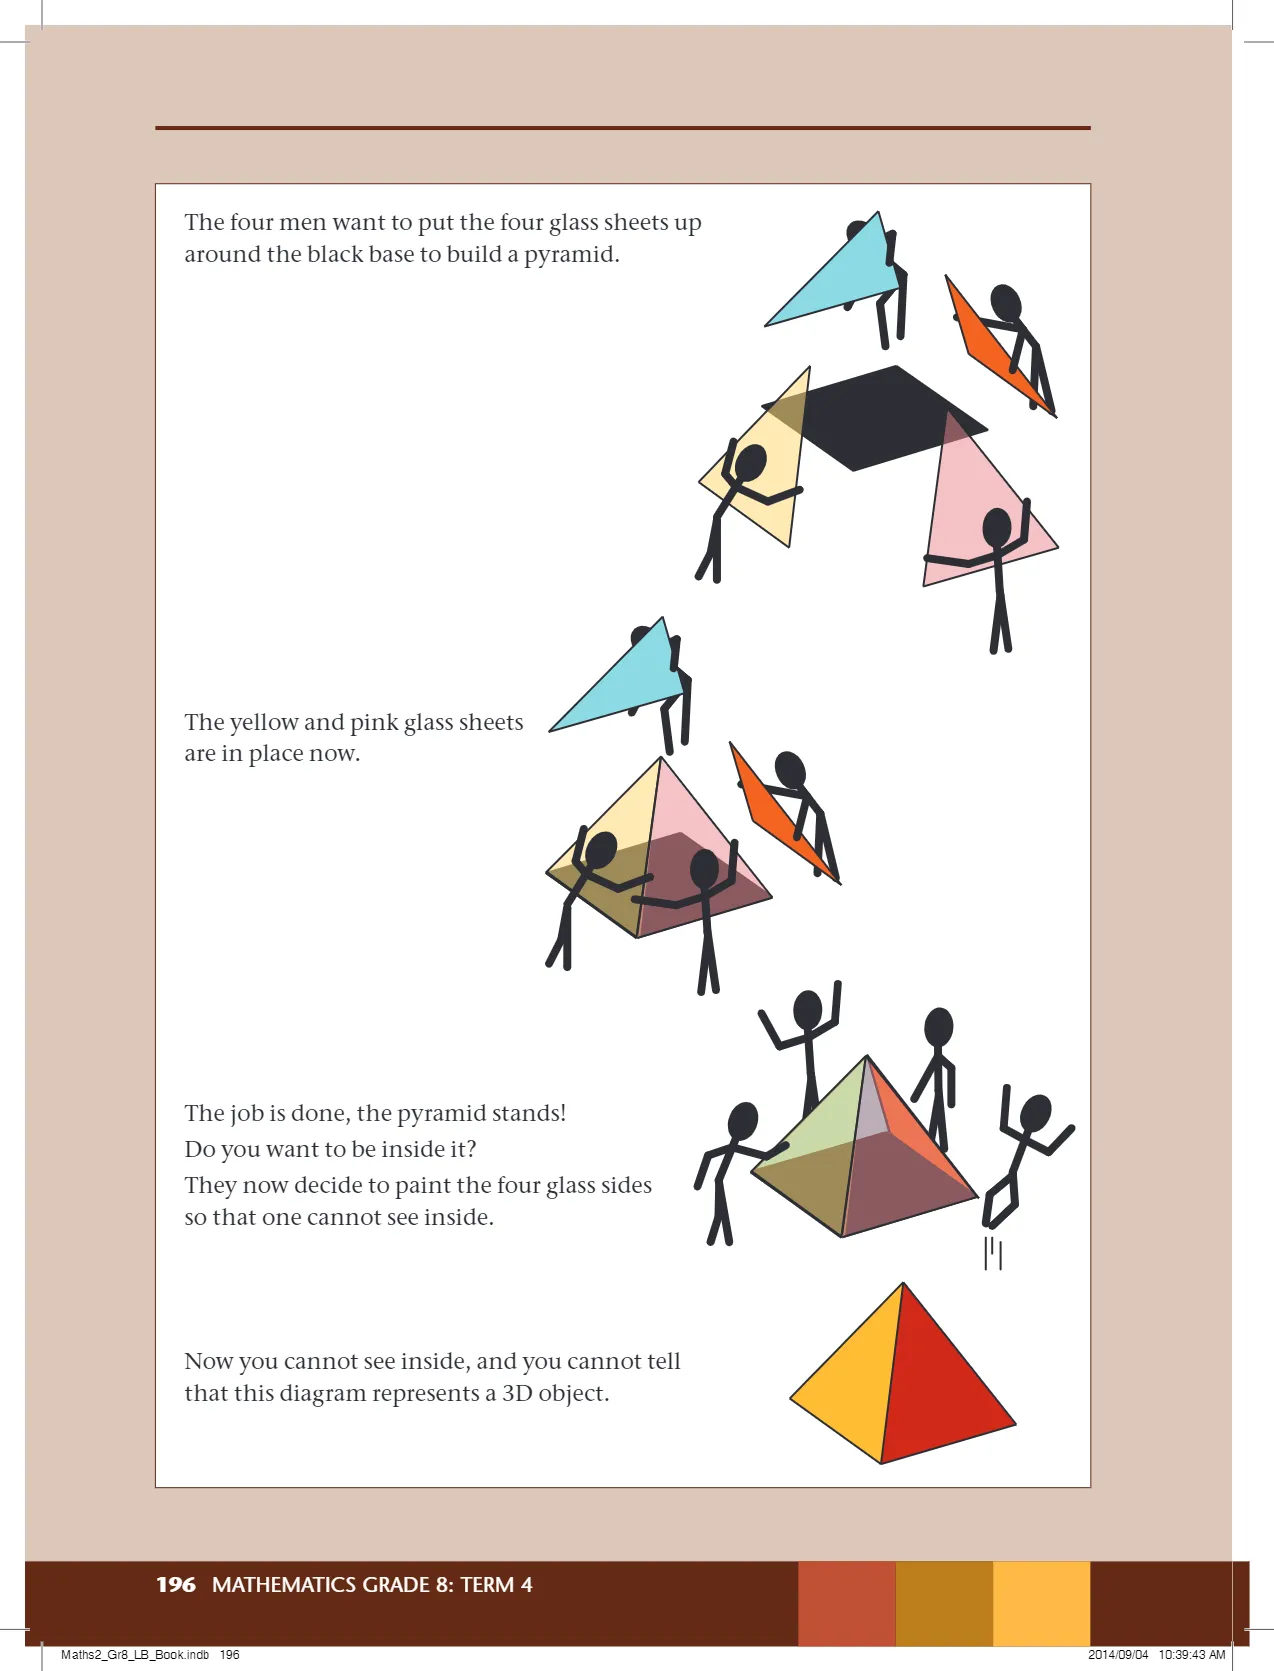 The four men want to put the four glass sheets up
around the black base to build a pyramid.
The yellow and pink glass sheets
are in place now.
The job is done, the pyramid stands!
Do you want to be inside it?
They now decide to paint the four glass sides
so that one cannot see inside.
Now you cannot see inside, and you cannot tell
that this diagram represents a 3D object.
196 MATHEMATICS GRADE 8: TERM 4
Maths2_Gr8_LB_Book.indb 196
2014/09/04 10:39:43 AM